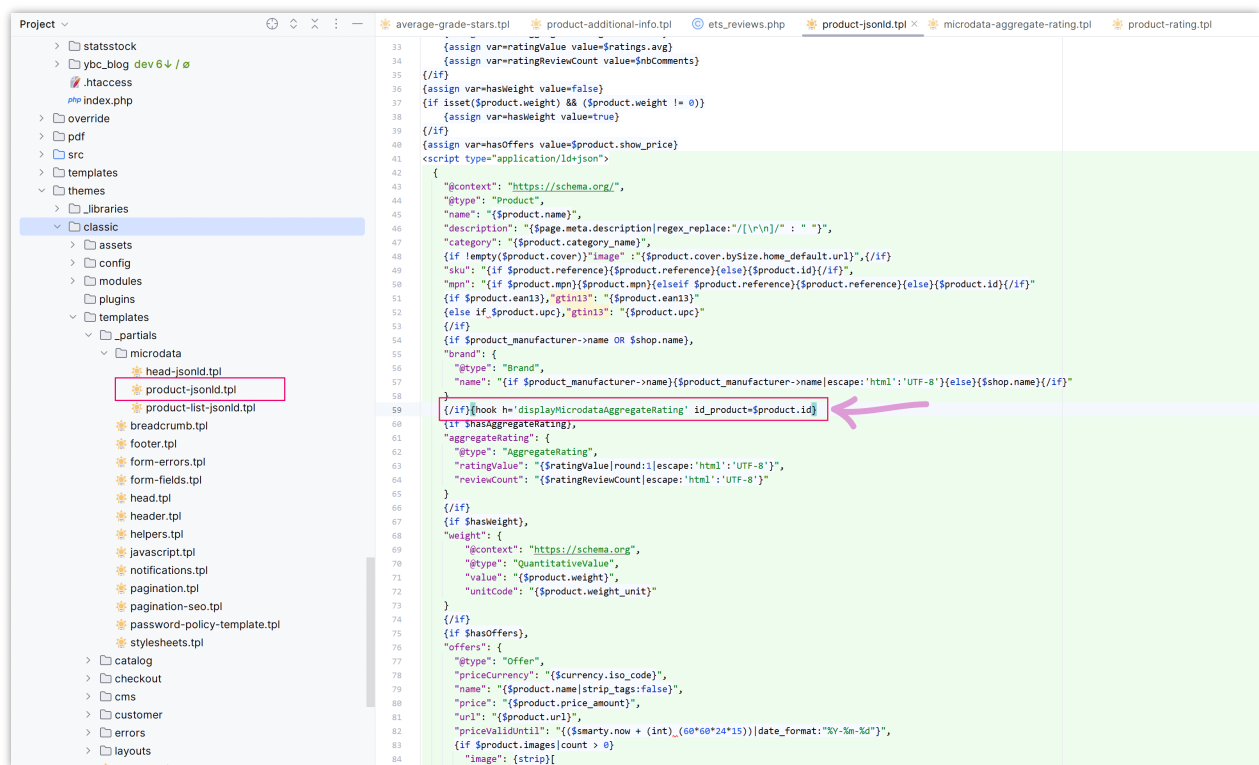 Project
average-grade-stars.tpl
product-additional-info.tpl
ets_reviews.php
product-jsonld.tpl
microdata-aggregate-rating.tpl
product-rating.tpl
statsstock
ybc_blog dev 6↓ / ø
.htaccess
php index.php
override
pdf
src
templates
themes
_libraries
classic
assets
config
modules
plugins
templates
_partials
microdata
head-jsonld.tpl
product-jsonld.tpl
product-list-jsonld.tpl
breadcrumb.tpl
footer.tpl
form-errors.tpl
form-fields.tpl
head.tpl
header.tpl
helpers.tpl
javascript.tpl
notifications.tpl
pagination.tpl
pagination-seo.tpl
password-policy-template.tpl
stylesheets.tpl
catalog
checkout
cms
customer
errors
layouts
33 {assign var=ratingValue value=$ratings.avg}
34 {assign var=ratingReviewCount value=$nbComments}
35 {/if}
36 {assign var=hasWeight value=false}
37 {if isset($product.weight) && ($product.weight != 0)}
38 {assign var=hasWeight value=true}
39 {/if}
40 {assign var=hasOffers value=$product.show_price}
41 <script type="application/ld+json">
42 {
43 "@context": "https://schema.org/",
44 "@type": "Product",
45 "name": "{$product.name}",
46 "description": "{$page.meta.description|regex_replace:"/[\r\n]/" : " "}",
47 "category": "{$product.category_name}",
48 {if !empty($product.cover)}"image" :"{$product.cover.bySize.home_default.url}",{/if}
49 "sku": "{if $product.reference}{$product.reference}{else}{$product.id}{/if}",
50 "mpn": "{if $product.mpn}{$product.mpn}{elseif $product.reference}{$product.reference}{else}{$product.id}{/if}"
51 {if $product.ean13},"gtin13": "{$product.ean13}"
52 {else if $product.upc},"gtin13": "{$product.upc}"
53 {/if}
54 {if $product_manufacturer->name OR $shop.name},
55 "brand": {
56 "@type": "Brand",
57 "name": "{if $product_manufacturer->name}{$product_manufacturer->name|escape:'html':'UTF-8'}{else}{$shop.name}{/if}"
58 }
59 {/if}{hook h='displayMicrodataAggregateRating' id_product=$product.id}
60 {if $hasAggregateRating},
61 "aggregateRating": {
62 "@type": "AggregateRating",
63 "ratingValue": "{$ratingValue|round:1|escape:'html':'UTF-8'}",
64 "reviewCount": "{$ratingReviewCount|escape:'html':'UTF-8'}"
65 }
66 {/if}
67 {if $hasWeight},
68 "weight": {
69 "@context": "https://schema.org",
70 "@type": "QuantitativeValue",
71 "value": "{$product.weight}",
72 "unitCode": "{$product.weight_unit}"
73 }
74 {/if}
75 {if $hasOffers},
76 "offers": {
77 "@type": "Offer",
78 "priceCurrency": "{$currency.iso_code}",
79 "name": "{$product.name|strip_tags:false}",
80 "price": "{$product.price_amount}",
81 "url": "{$product.url}",
82 "priceValidUntil": "{($smarty.now + (int) (60*60*24*15))|date_format:"%Y-%m-%d"}",
83 {if $product.images|count > 0}
84 "image": {strip}[